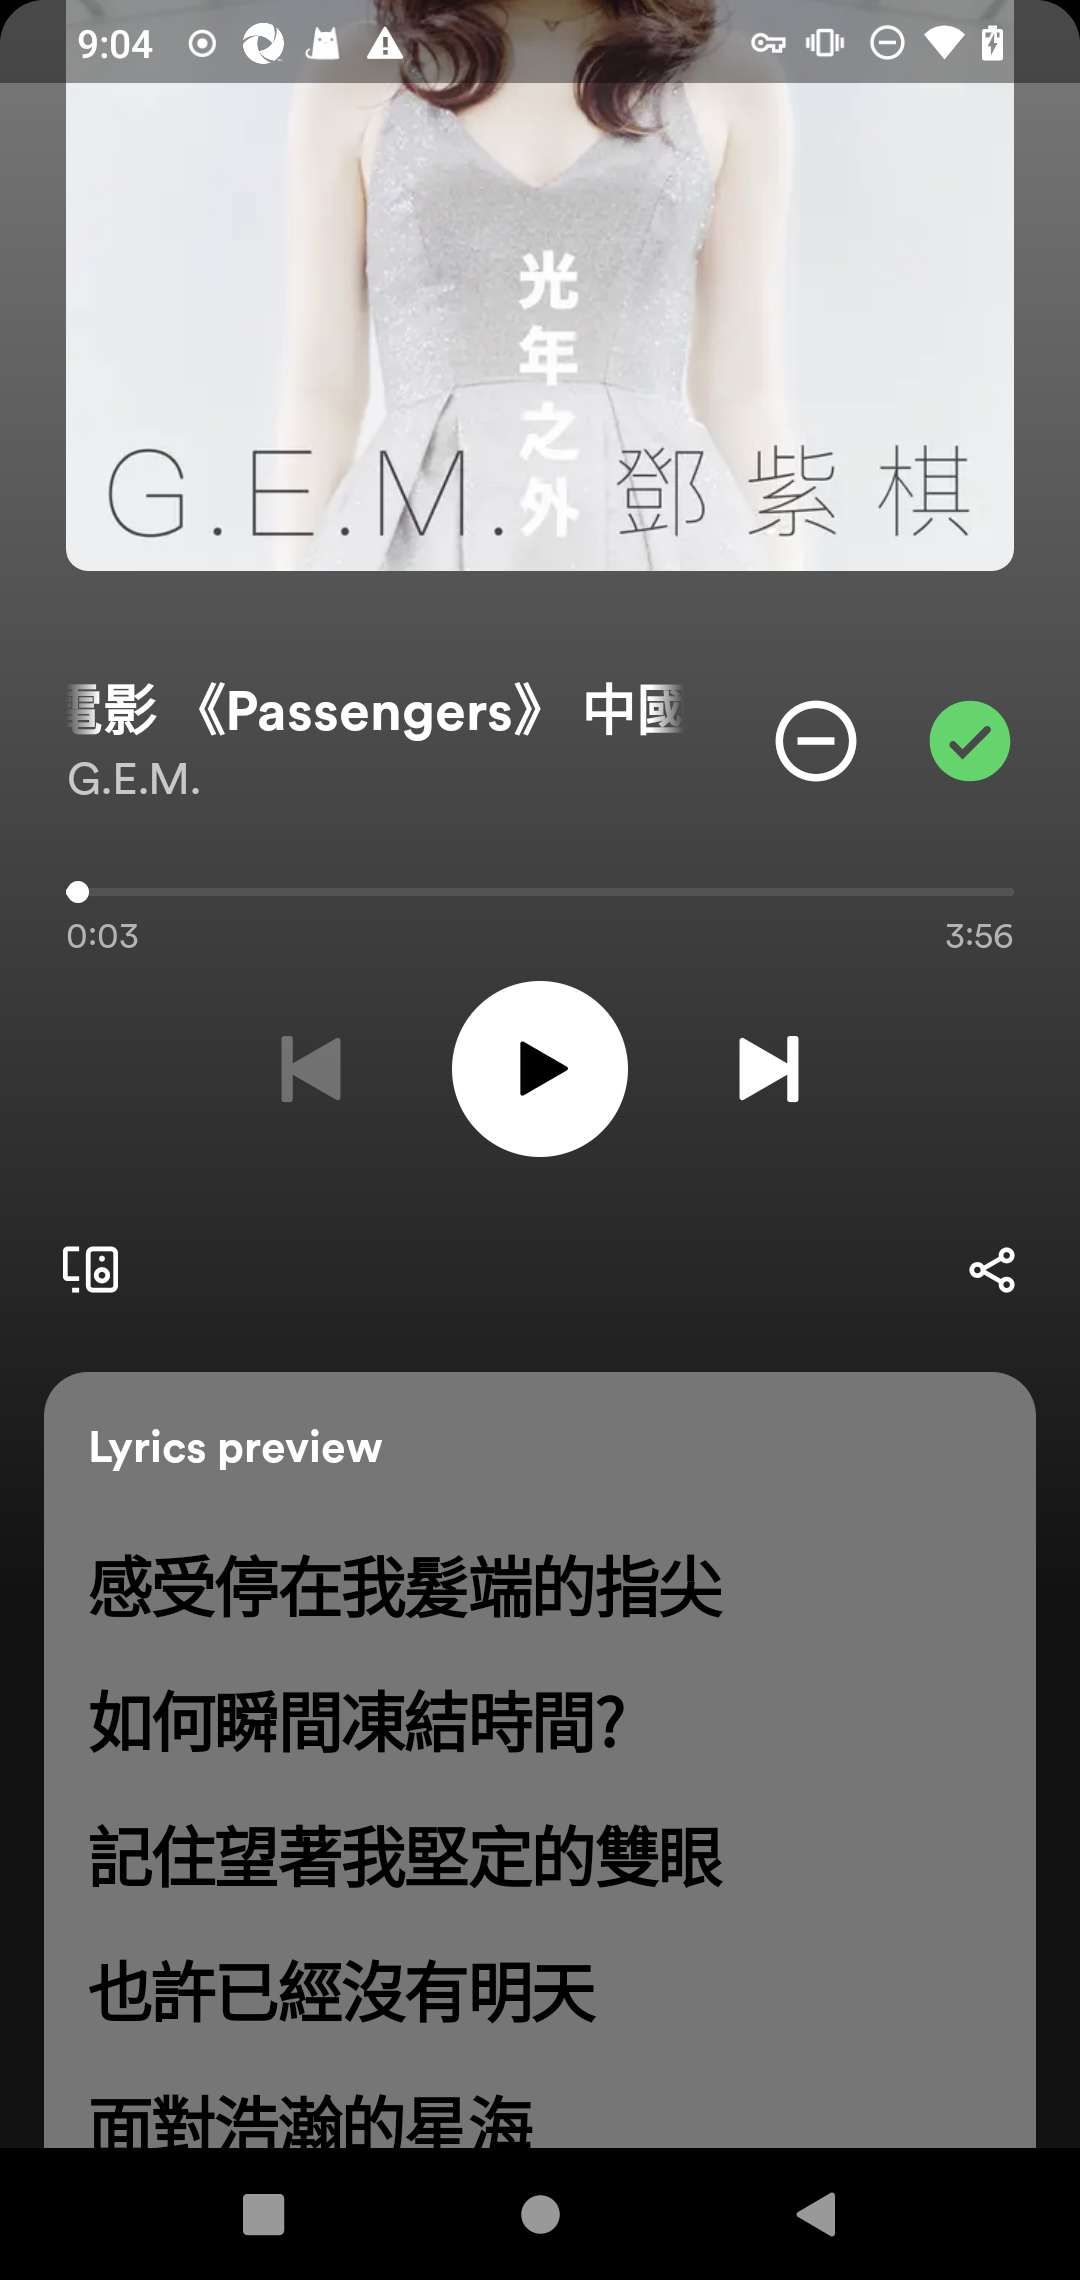 9:04
光年之外
G.E.M. 鄧紫棋
電影 《Passengers》 中國
G.E.M.
0:03
3:56
Lyrics preview
感受停在我髮端的指尖
如何瞬間凍結時間?
記住望著我堅定的雙眼
也許已經沒有明天
面對浩瀚的星海